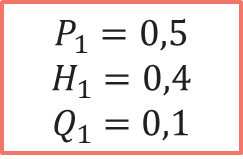 P₁ = 0,5
H₁ = 0,4
Q₁ = 0,1